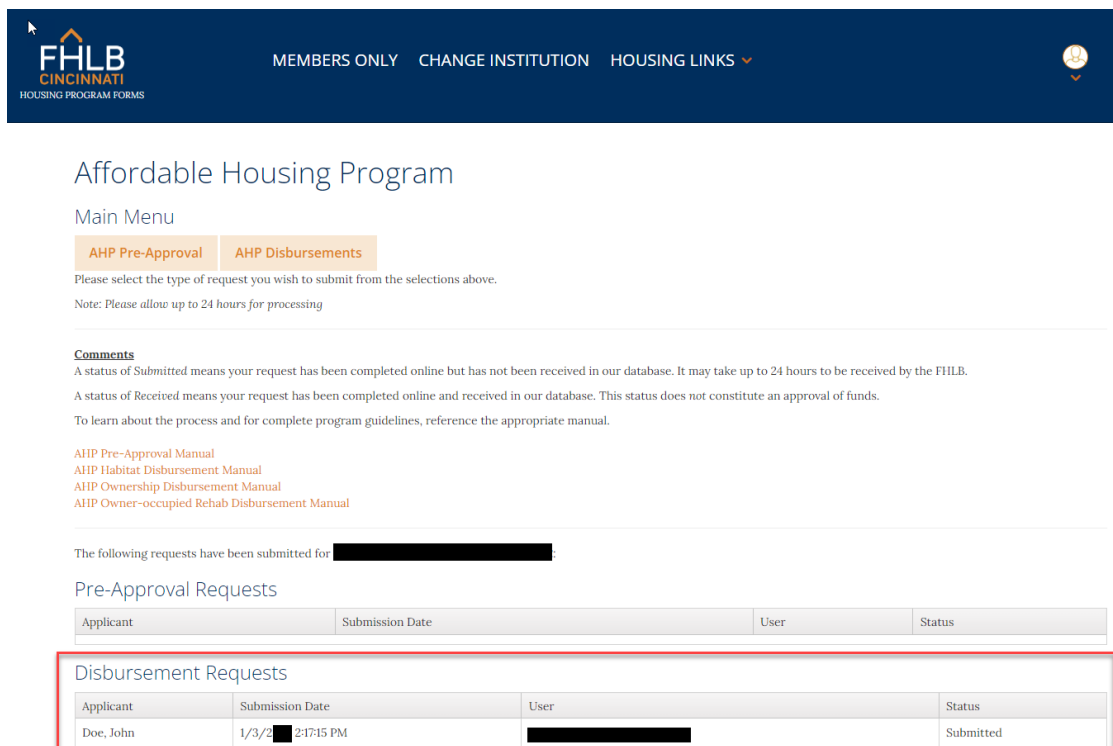 FHLB
CINCINNATI
HOUSING PROGRAM FORMS
MEMBERS ONLY CHANGE INSTITUTION HOUSING LINKS
Affordable Housing Program
Main Menu
AHP Pre-Approval AHP Disbursements
Please select the type of request you wish to submit from the selections above.
Note: Please allow up to 24 hours for processing
Comments
A status of Submitted means your request has been completed online but has not been received in our database. It may take up to 24 hours to be received by the FHLB.
A status of Received means your request has been completed online and received in our database. This status does not constitute an approval of funds.
To learn about the process and for complete program guidelines, reference the appropriate manual.
AHP Pre-Approval Manual
AHP Habitat Disbursement Manual
AHP Ownership Disbursement Manual
AHP Owner-occupied Rehab Disbursement Manual
The following requests have been submitted for :
Pre-Approval Requests
Applicant Submission Date User Status
Disbursement Requests
Applicant Submission Date User Status
Doe, John 1/3/2 2:17:15 PM Submitted